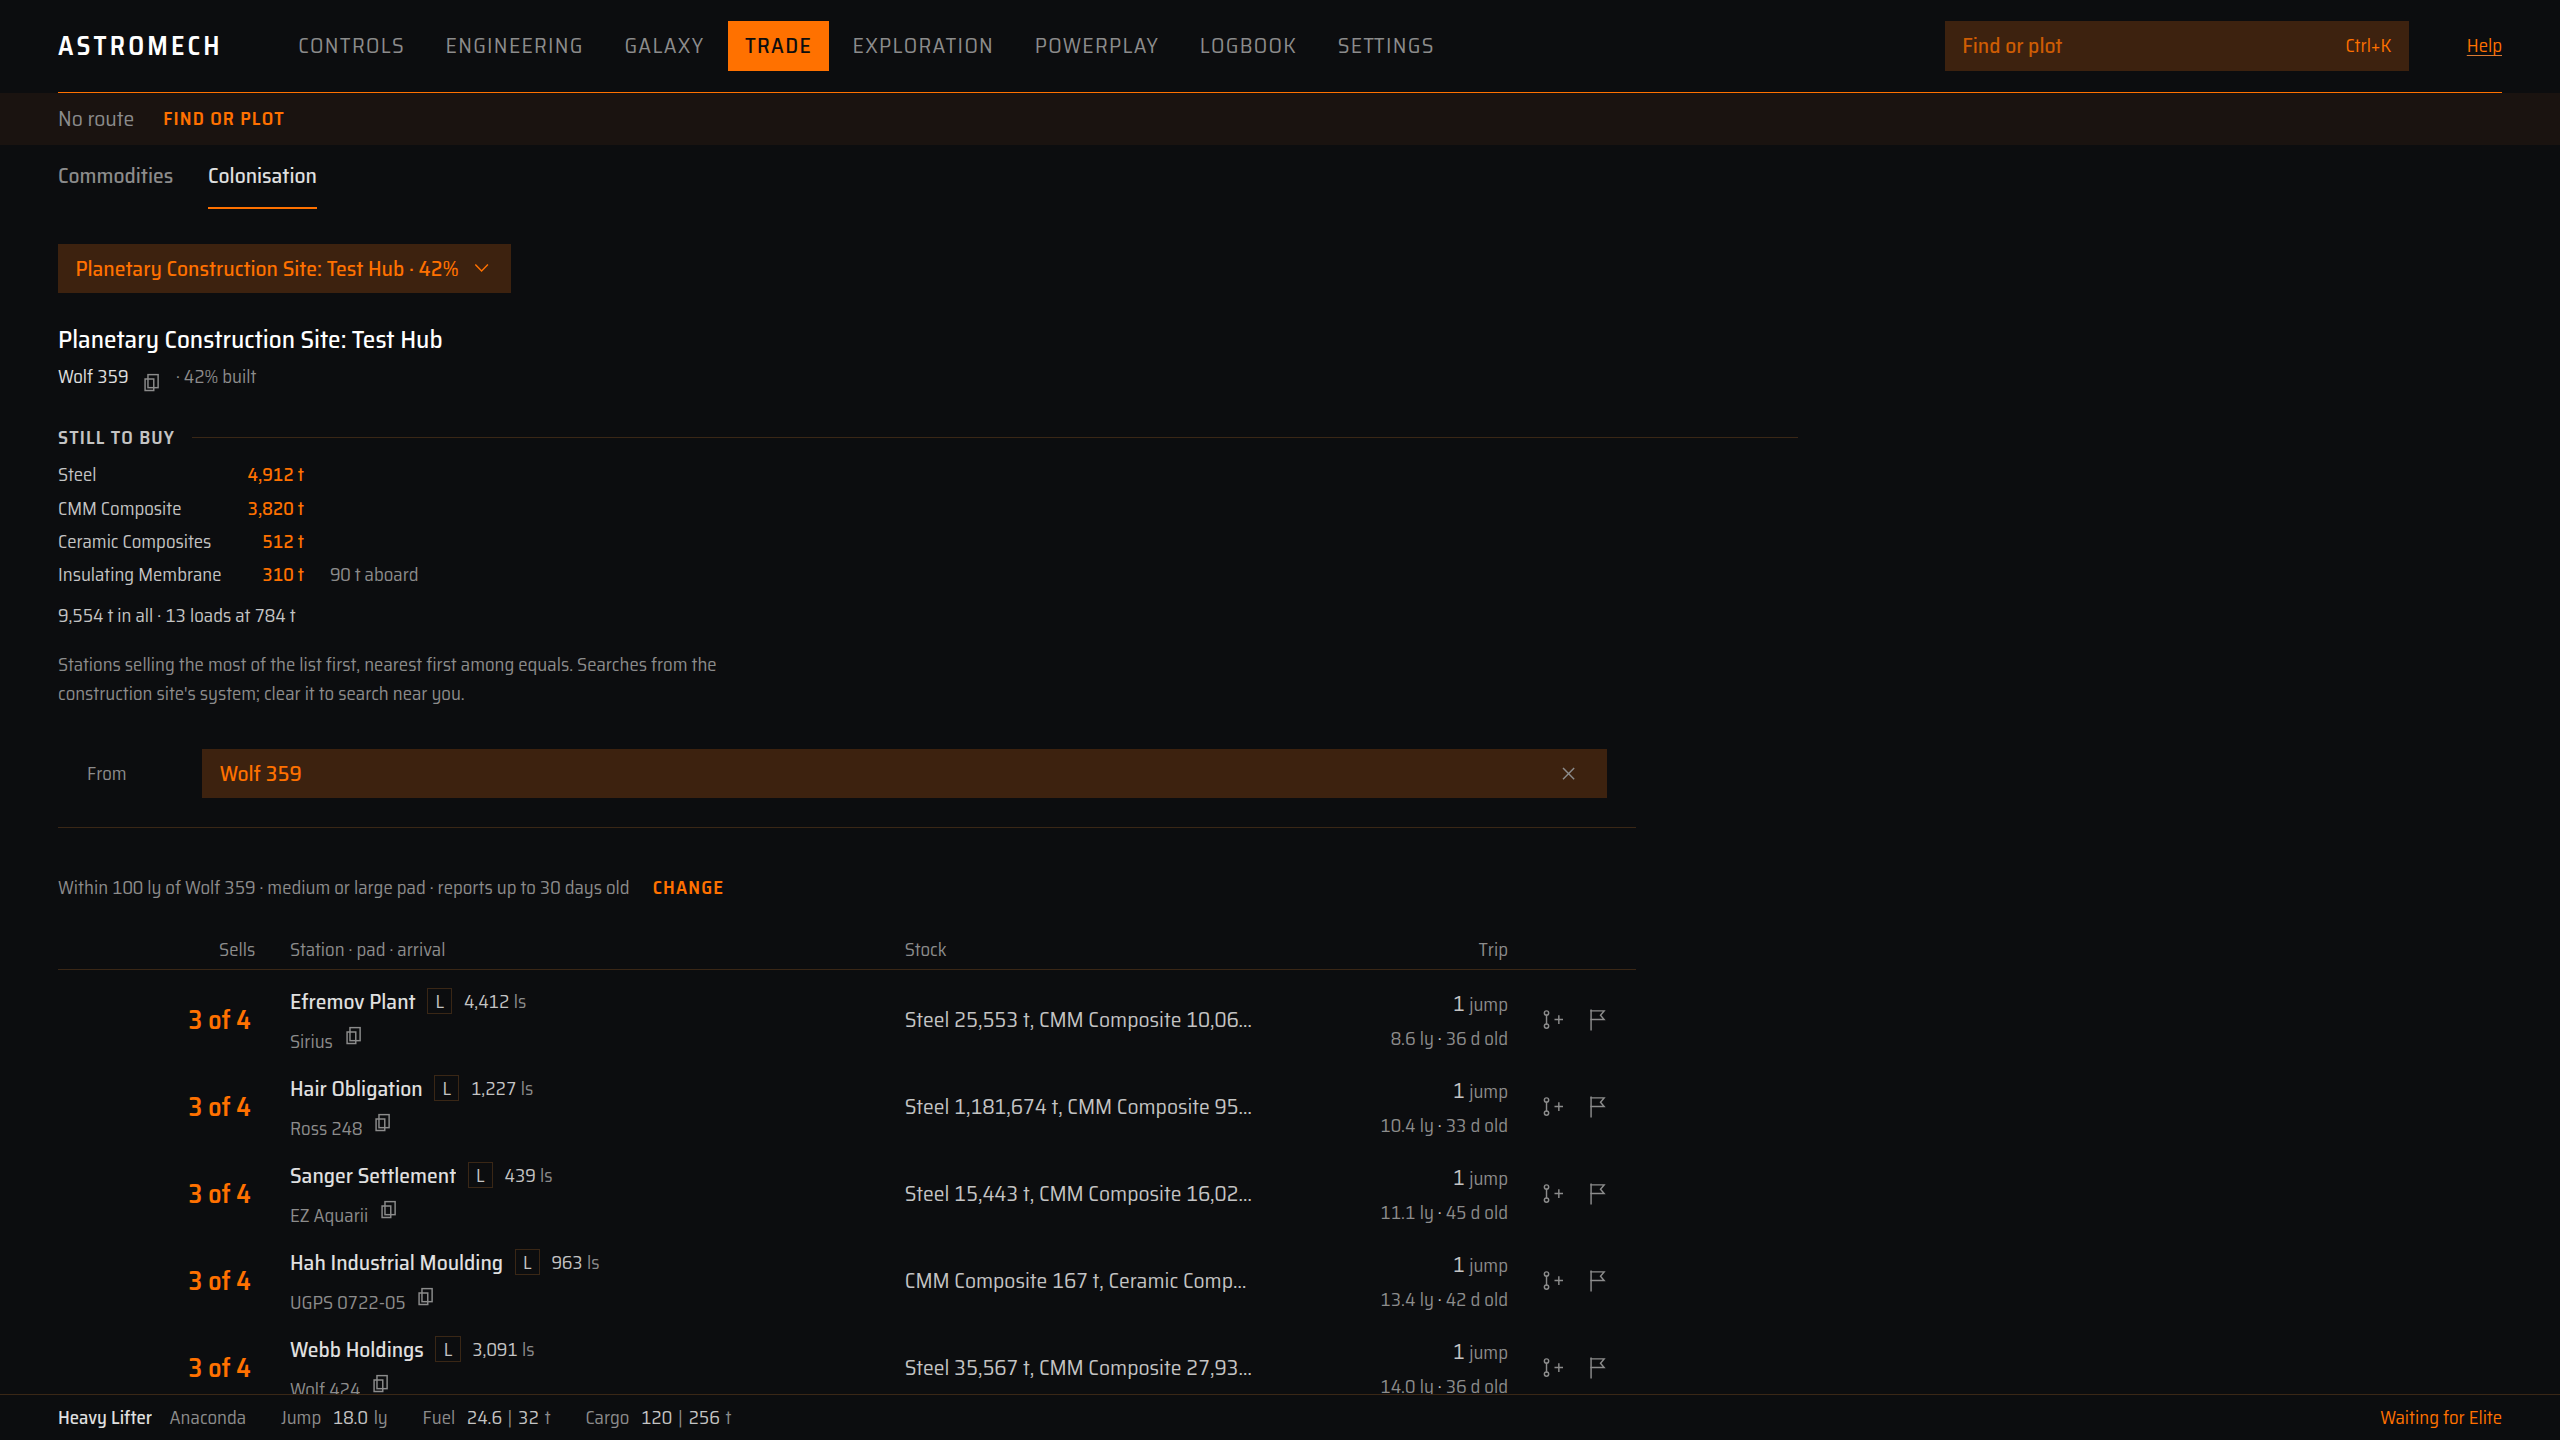 ASTROMECH CONTROLS ENGINEERING GALAXY TRADE EXPLORATION POWERPLAY LOGBOOK SETTINGS Find or plot Ctrl+K Help
No route FIND OR PLOT
Commodities Colonisation
Planetary Construction Site: Test Hub · 42%
Planetary Construction Site: Test Hub
Wolf 359 · 42% built
STILL TO BUY
Steel 4,912 t
CMM Composite 3,820 t
Ceramic Composites 512 t
Insulating Membrane 310 t 90 t aboard
9,554 t in all · 13 loads at 784 t
Stations selling the most of the list first, nearest first among equals. Searches from the
construction site's system; clear it to search near you.
From Wolf 359
Within 100 ly of Wolf 359 · medium or large pad · reports up to 30 days old CHANGE
Sells Station · pad · arrival Stock Trip
3 of 4 Efremov Plant L 4,412 ls Steel 25,553 t, CMM Composite 10,06... 1 jump
Sirius 8.6 ly · 36 d old
3 of 4 Hair Obligation L 1,227 ls Steel 1,181,674 t, CMM Composite 95... 1 jump
Ross 248 10.4 ly · 33 d old
3 of 4 Sanger Settlement L 439 ls Steel 15,443 t, CMM Composite 16,02... 1 jump
EZ Aquarii 11.1 ly · 45 d old
3 of 4 Hah Industrial Moulding L 963 ls CMM Composite 167 t, Ceramic Comp... 1 jump
UGPS 0722-05 13.4 ly · 42 d old
3 of 4 Webb Holdings L 3,091 ls Steel 35,567 t, CMM Composite 27,93... 1 jump
Wolf 424 14.0 ly · 36 d old
Heavy Lifter Anaconda Jump 18.0 ly Fuel 24.6 | 32 t Cargo 120 | 256 t Waiting for Elite